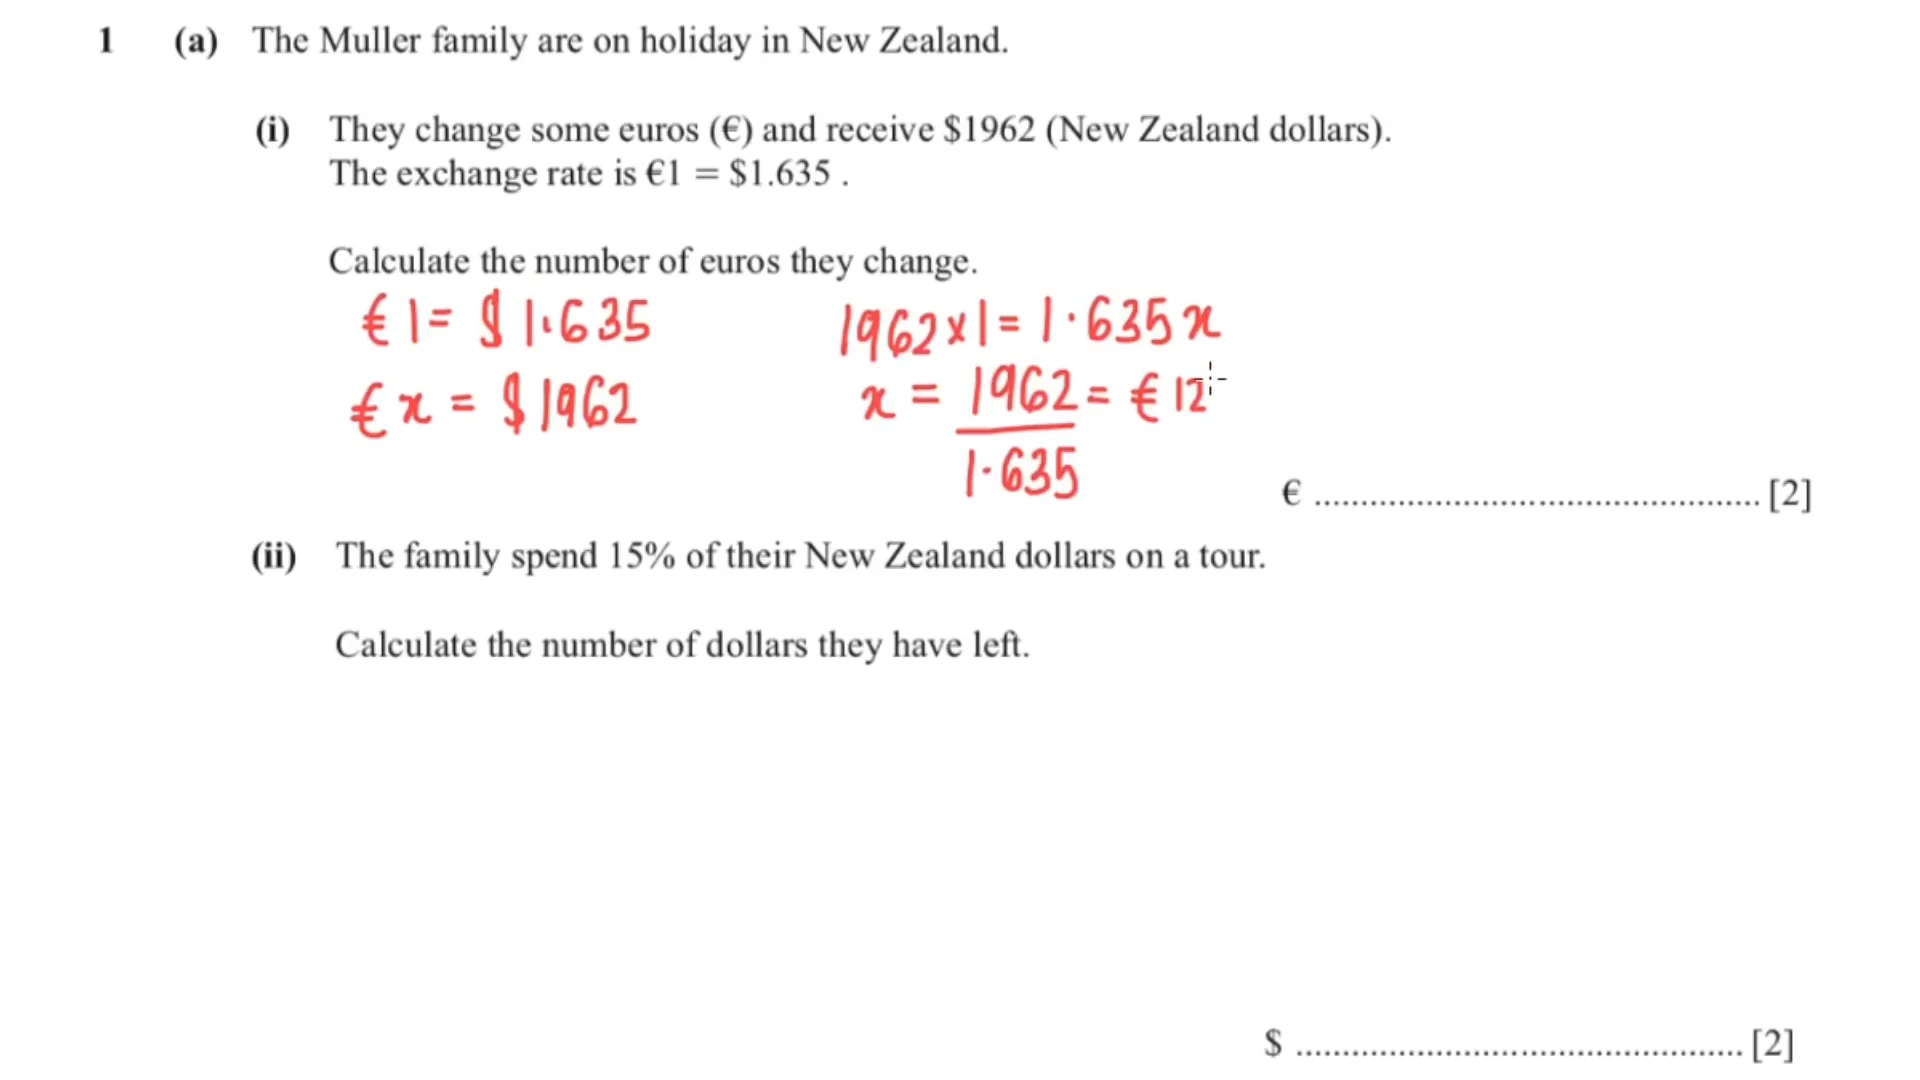 1 (a) The Muller family are on holiday in New Zealand.
(i) They change some euros (€) and receive $1962 (New Zealand dollars).
The exchange rate is €1 = $1.635 .
Calculate the number of euros they change.
€ 1 = $ 1.635
€ x = $ 1962
1962 x 1 = 1.635 x
x = 1962 = € 12
1.635
€ ................................................ [2]
(ii) The family spend 15% of their New Zealand dollars on a tour.
Calculate the number of dollars they have left.
$ ................................................ [2]